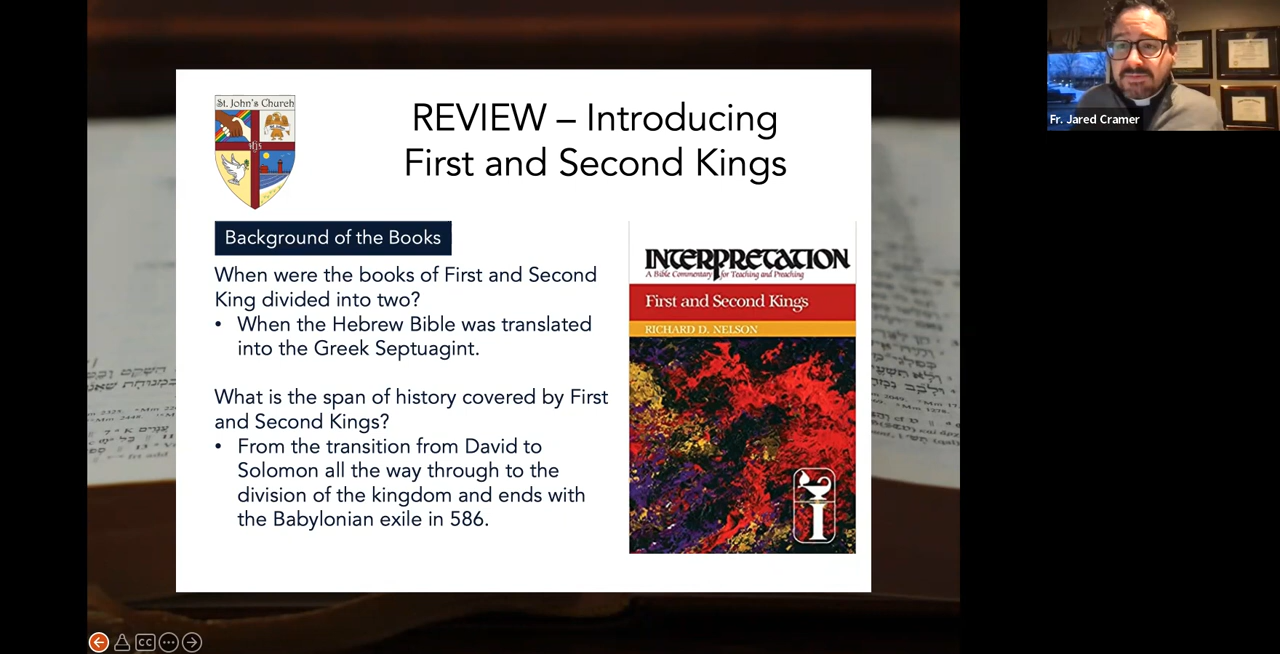 St. John's Church
REVIEW – Introducing
First and Second Kings
Background of the Books
When were the books of First and Second
King divided into two?
• When the Hebrew Bible was translated
into the Greek Septuagint.
What is the span of history covered by First
and Second Kings?
• From the transition from David to
Solomon all the way through to the
division of the kingdom and ends with
the Babylonian exile in 586.
INTERPRETATION
A Bible Commentary for Teaching and Preaching
First and Second Kings
RICHARD D. NELSON
Fr. Jared Cramer
CC